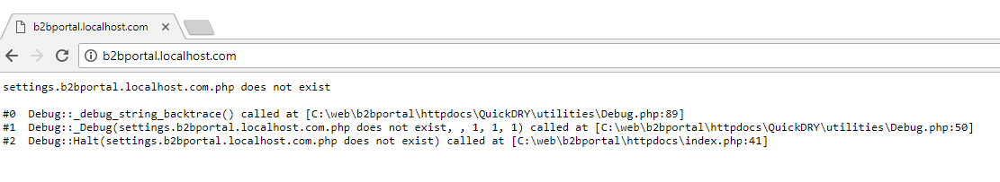 b2bportal.localhost.com
b2bportal.localhost.com
settings.b2bportal.localhost.com.php does not exist
#0  Debug::_debug_string_backtrace() called at [C:\web\b2bportal\httpdocs\QuickDRY\utilities\Debug.php:89]
#1  Debug::_Debug(settings.b2bportal.localhost.com.php does not exist, , 1, 1, 1) called at [C:\web\b2bportal\httpdocs\QuickDRY\utilities\Debug.php:50]
#2  Debug::Halt(settings.b2bportal.localhost.com.php does not exist) called at [C:\web\b2bportal\httpdocs\index.php:41]